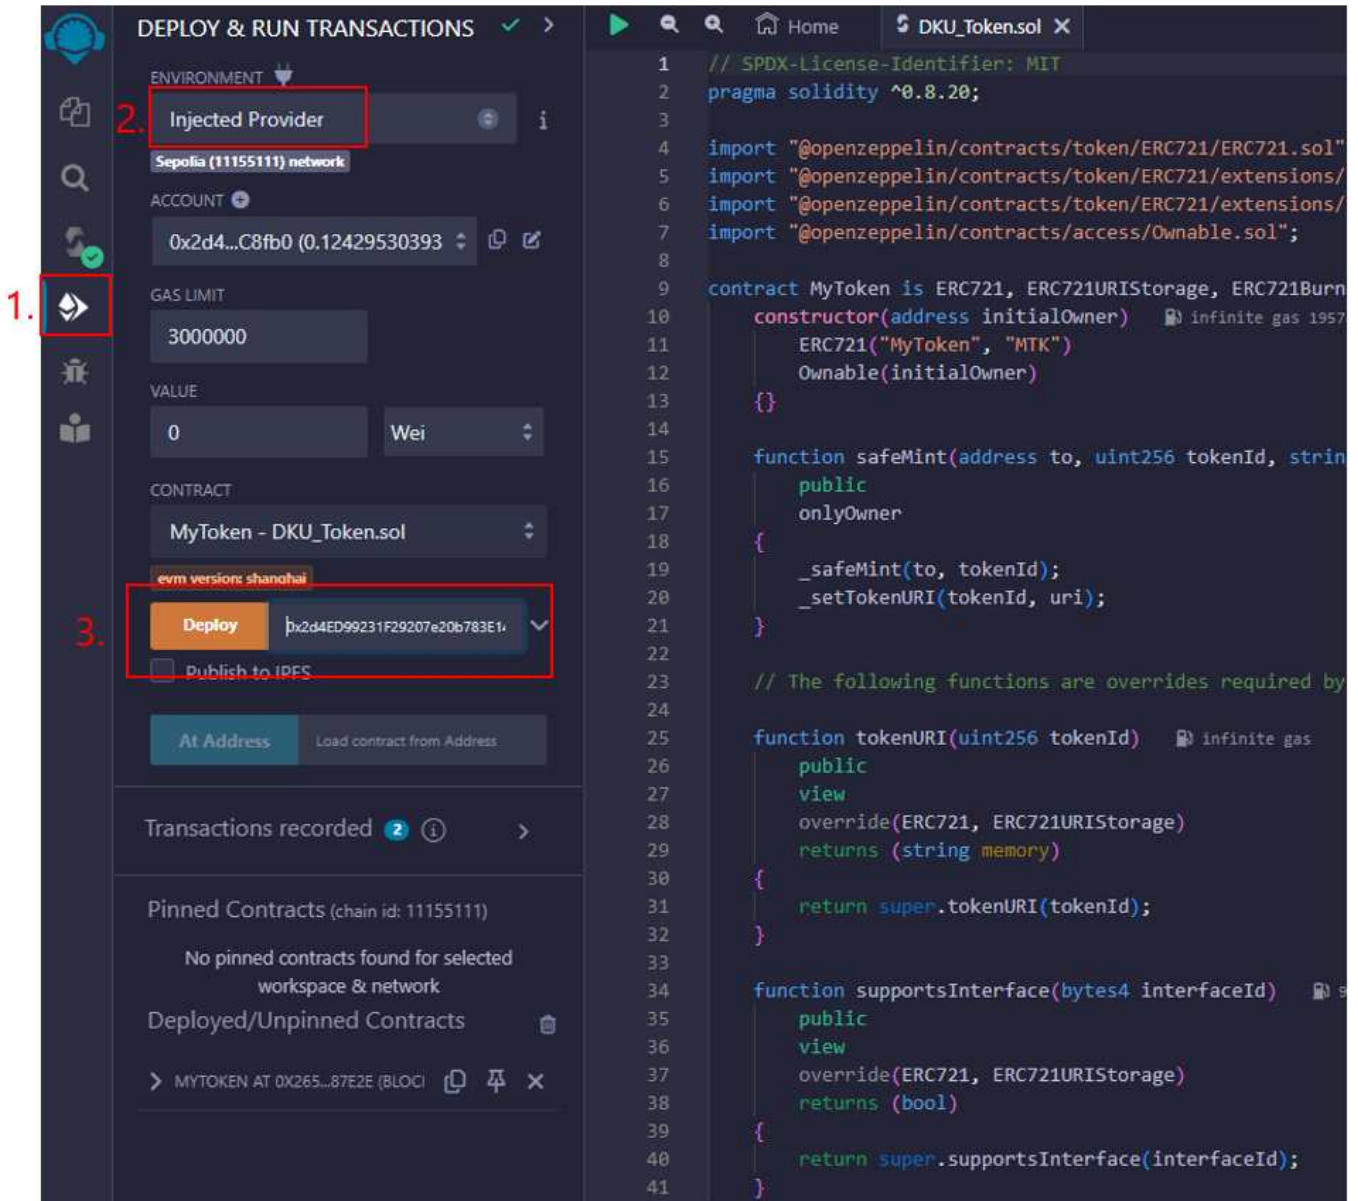 DEPLOY & RUN TRANSACTIONS
ENVIRONMENT
2.
Injected Provider
i
Sepolia (11155111) network
ACCOUNT
0x2d4...C8fb0 (0.12429530393
1.
GAS LIMIT
3000000
VALUE
0
Wei
CONTRACT
MyToken - DKU_Token.sol
evm version: shanghai
3.
Deploy
0x2d4ED99231F29207e20b783E1
Publish to IPFS
At Address
Load contract from Address
Transactions recorded 2 i
Pinned Contracts (chain id: 11155111)
No pinned contracts found for selected
workspace & network
Deployed/Unpinned Contracts
MYTOKEN AT 0X265...87E2E (BLOCI
Home
DKU_Token.sol
1 // SPDX-License-Identifier: MIT
2 pragma solidity ^0.8.20;
3
4 import "@openzeppelin/contracts/token/ERC721/ERC721.sol"
5 import "@openzeppelin/contracts/token/ERC721/extensions/
6 import "@openzeppelin/contracts/token/ERC721/extensions/
7 import "@openzeppelin/contracts/access/Ownable.sol";
8
9 contract MyToken is ERC721, ERC721URIStorage, ERC721Burn
10 constructor(address initialOwner) infinite gas 1957
11 ERC721("MyToken", "MTK")
12 Ownable(initialOwner)
13 {}
14
15 function safeMint(address to, uint256 tokenId, strin
16 public
17 onlyOwner
18 {
19 _safeMint(to, tokenId);
20 _setTokenURI(tokenId, uri);
21 }
22
23 // The following functions are overrides required by
24
25 function tokenURI(uint256 tokenId) infinite gas
26 public
27 view
28 override(ERC721, ERC721URIStorage)
29 returns (string memory)
30 {
31 return super.tokenURI(tokenId);
32 }
33
34 function supportsInterface(bytes4 interfaceId)
35 public
36 view
37 override(ERC721, ERC721URIStorage)
38 returns (bool)
39 {
40 return super.supportsInterface(interfaceId);
41 }